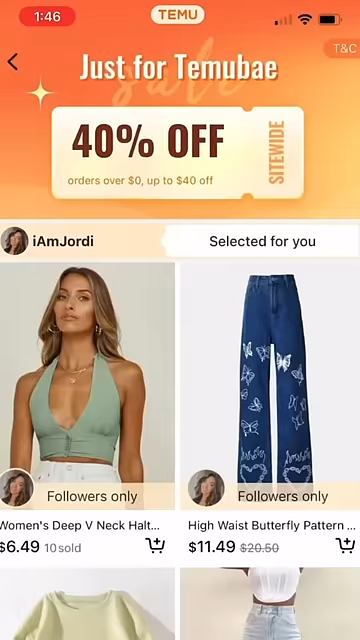 1:46
TEMU
T&C
sale
Just for Temubae
40% OFF
SITEWIDE
orders over $0, up to $40 off
iAmJordi
Selected for you
Followers only
Followers only
Women's Deep V Neck Halt...
High Waist Butterfly Pattern ...
$6.49 10 sold
$11.49 $20.50